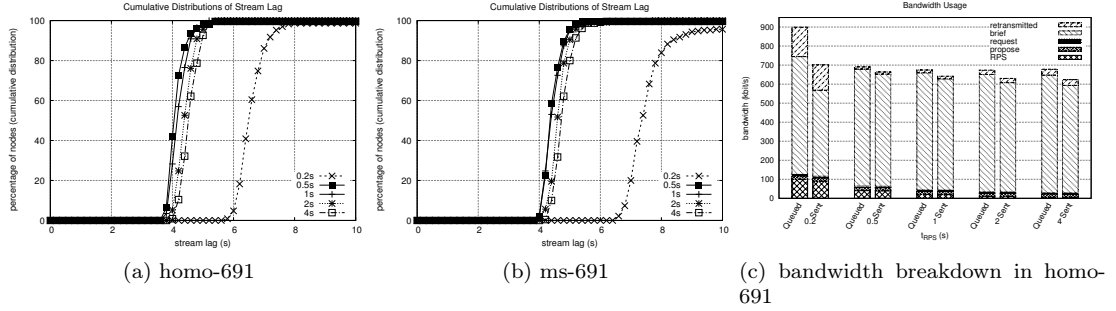 Cumulative Distributions of Stream Lag
percentage of nodes (cumulative distribution)
100
80
60
40
20
0
0.2s
0.5s
1s
2s
4s
0 2 4 6 8 10
stream lag (s)
(a) homo-691
Cumulative Distributions of Stream Lag
percentage of nodes (cumulative distribution)
100
80
60
40
20
0
0.2s
0.5s
1s
2s
4s
0 2 4 6 8 10
stream lag (s)
(b) ms-691
Bandwidth Usage
bandwidth (kbit/s)
900
800
700
600
500
400
300
200
100
0
retransmitted
brief
request
propose
RPS
Queued Sent Queued Sent Queued Sent Queued Sent Queued Sent
0.2 0.5 1 2 4
tRPS (s)
(c) bandwidth breakdown in homo-
691